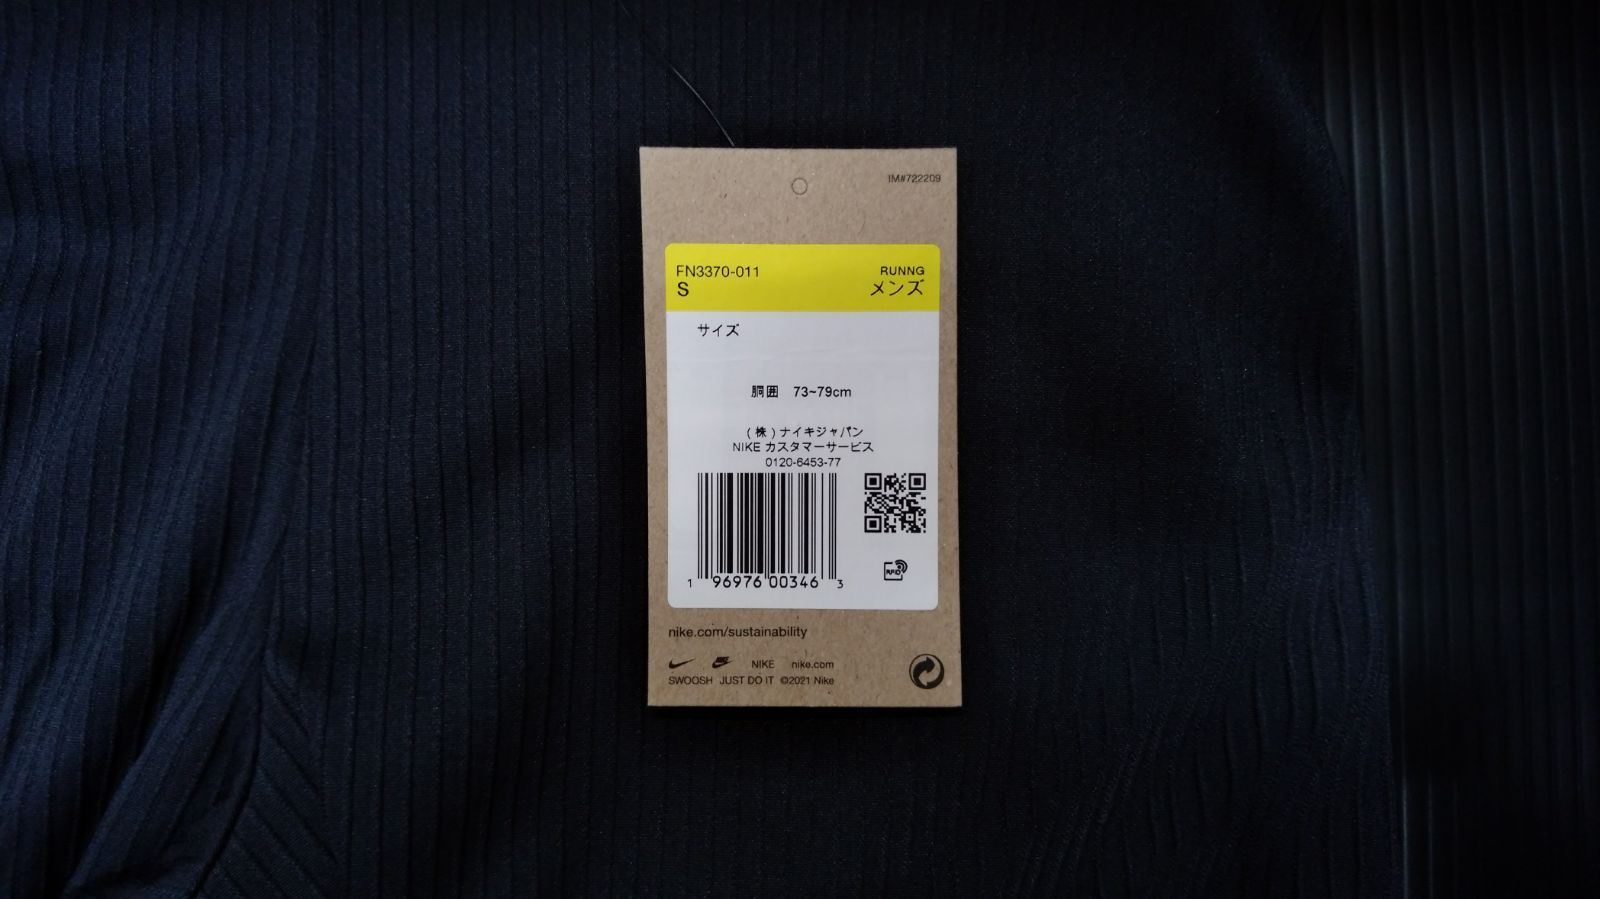 IM#722209
FN3370-011
S
RUNNG
メンズ
サイズ
胴囲 73~79cm
(株)ナイキジャパン
NIKE カスタマーサービス
0120-6453-77
RFID
1 96976 00346 3
nike.com/sustainability
NIKE nike.com
SWOOSH JUST DO IT ©2021 Nike